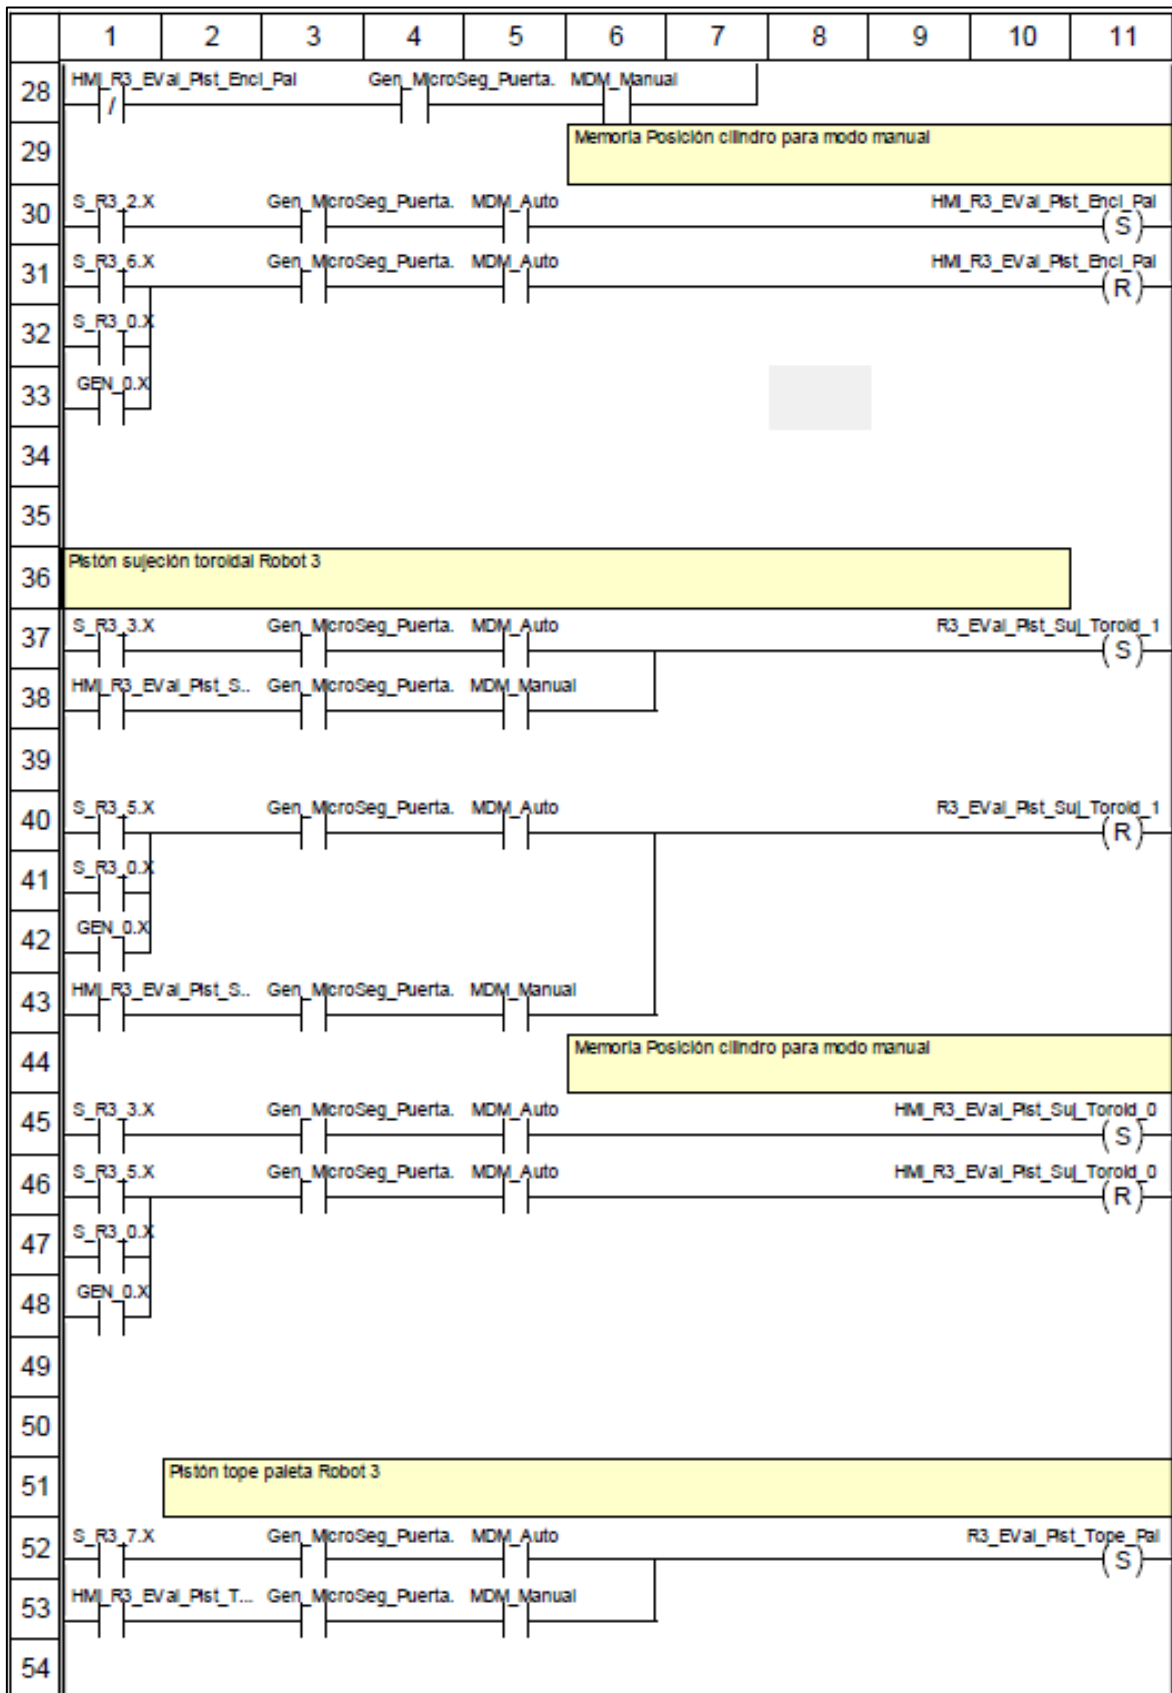 1 2 3 4 5 6 7 8 9 10 11
28 HMI_R3_EVal_Pist_Encl_Pal Gen_MicroSeg_Puerta. MDM_Manual
/
29 Memoria Posición cilindro para modo manual
30 S_R3_2.X Gen_MicroSeg_Puerta. MDM_Auto HMI_R3_EVal_Pist_Encl_Pal
S
31 S_R3_6.X Gen_MicroSeg_Puerta. MDM_Auto HMI_R3_EVal_Pist_Encl_Pal
R
32 S_R3_0.X
33 GEN_0.X
34
35
36 Pistón sujeción toroidal Robot 3
37 S_R3_3.X Gen_MicroSeg_Puerta. MDM_Auto R3_EVal_Pist_Suj_Toroid_1
S
38 HMI_R3_EVal_Pist_S.. Gen_MicroSeg_Puerta. MDM_Manual
39
40 S_R3_5.X Gen_MicroSeg_Puerta. MDM_Auto R3_EVal_Pist_Suj_Toroid_1
R
41 S_R3_0.X
42 GEN_0.X
43 HMI_R3_EVal_Pist_S.. Gen_MicroSeg_Puerta. MDM_Manual
44 Memoria Posición cilindro para modo manual
45 S_R3_3.X Gen_MicroSeg_Puerta. MDM_Auto HMI_R3_EVal_Pist_Suj_Toroid_0
S
46 S_R3_5.X Gen_MicroSeg_Puerta. MDM_Auto HMI_R3_EVal_Pist_Suj_Toroid_0
R
47 S_R3_0.X
48 GEN_0.X
49
50
51 Pistón tope paleta Robot 3
52 S_R3_7.X Gen_MicroSeg_Puerta. MDM_Auto R3_EVal_Pist_Tope_Pal
S
53 HMI_R3_EVal_Pist_T... Gen_MicroSeg_Puerta. MDM_Manual
54